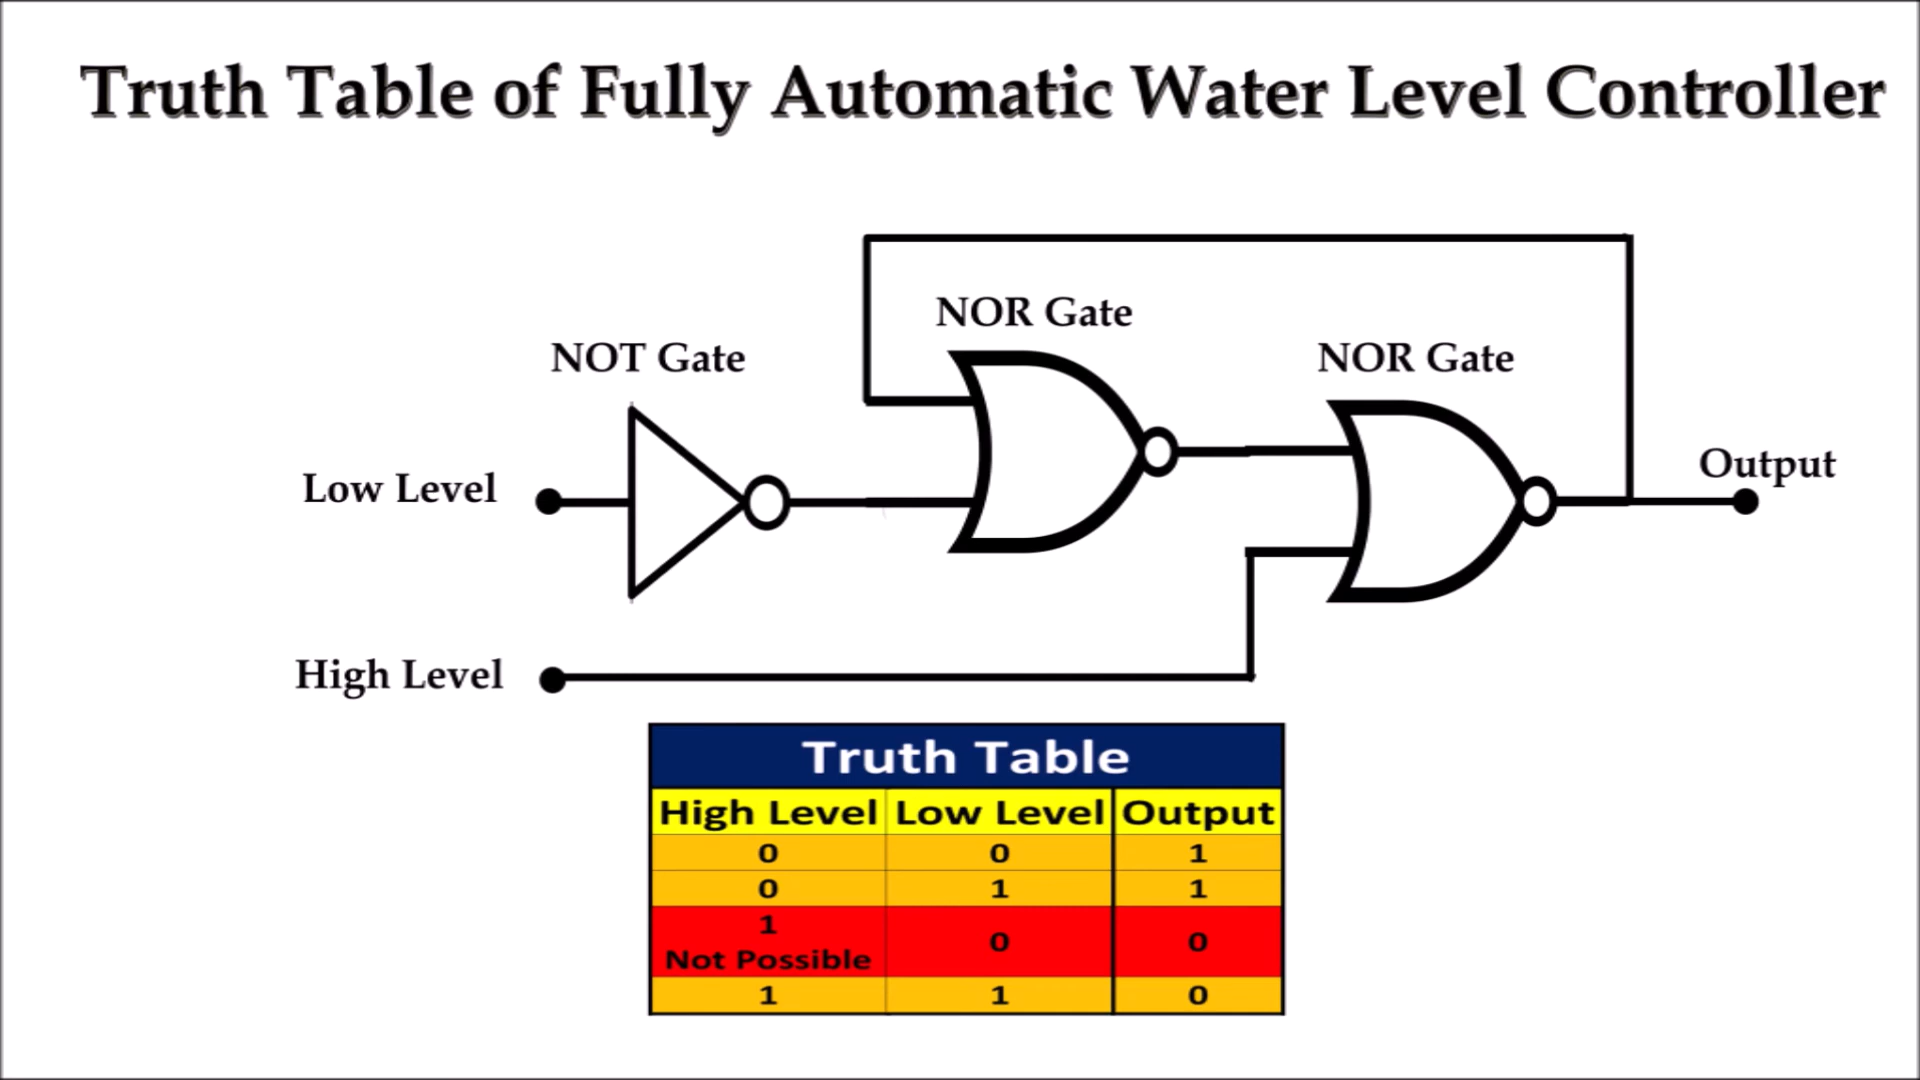 Truth Table of Fully Automatic Water Level Controller
NOR Gate
NOT Gate
NOR Gate
Low Level
Output
High Level
Truth Table
High Level Low Level Output
0 0 1
0 1 1
1
Not Possible 0 0
1 1 0